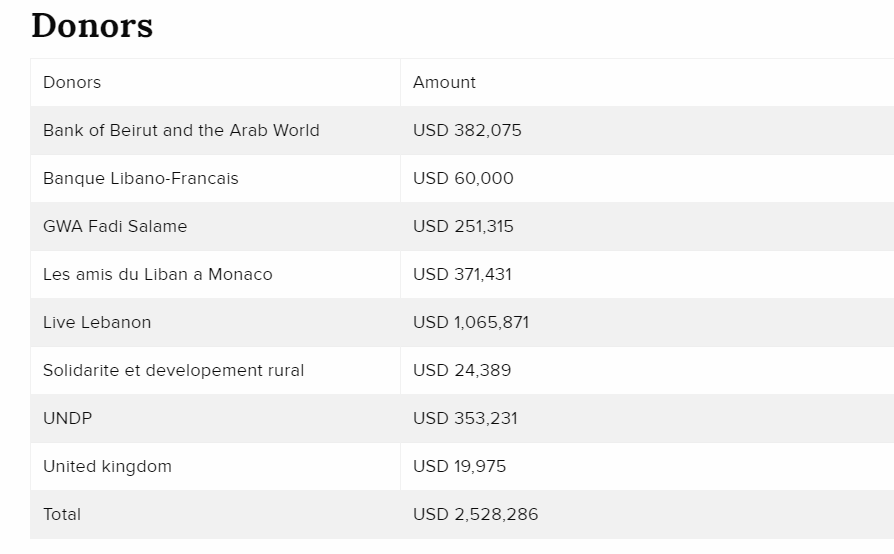 Donors
Donors Amount
Bank of Beirut and the Arab World USD 382,075
Banque Libano-Francais USD 60,000
GWA Fadi Salame USD 251,315
Les amis du Liban a Monaco USD 371,431
Live Lebanon USD 1,065,871
Solidarite et developement rural USD 24,389
UNDP USD 353,231
United kingdom USD 19,975
Total USD 2,528,286